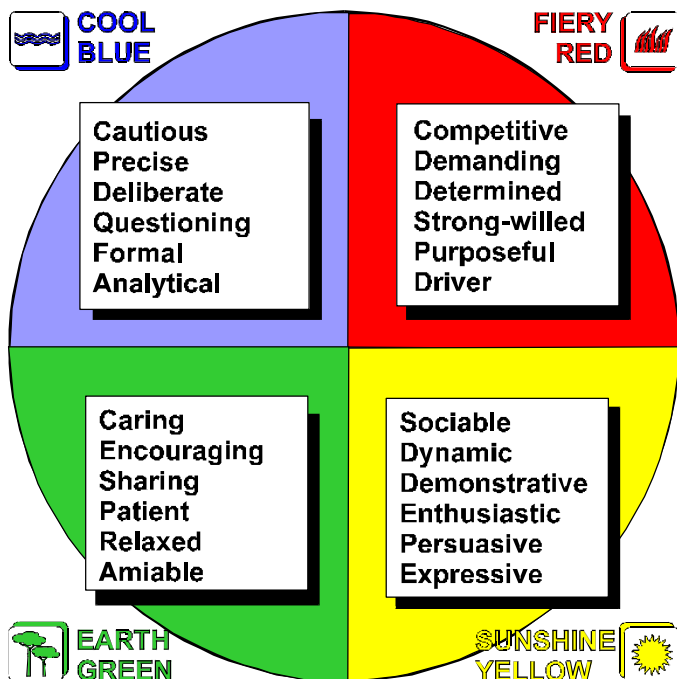 COOL
BLUE
FIERY
RED
Cautious
Precise
Deliberate
Questioning
Formal
Analytical
Competitive
Demanding
Determined
Strong-willed
Purposeful
Driver
Caring
Encouraging
Sharing
Patient
Relaxed
Amiable
Sociable
Dynamic
Demonstrative
Enthusiastic
Persuasive
Expressive
EARTH
GREEN
SUNSHINE
YELLOW